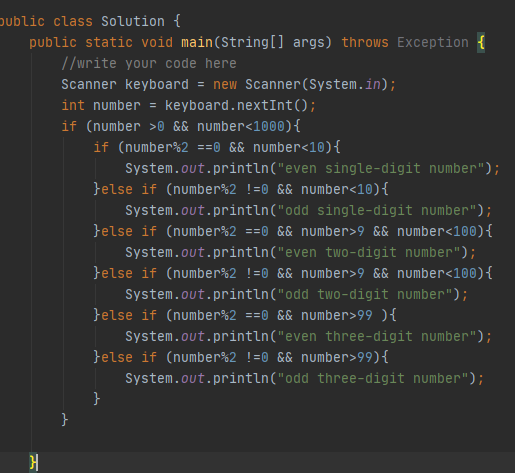 public class Solution {
    public static void main(String[] args) throws Exception {
        //write your code here
        Scanner keyboard = new Scanner(System.in);
        int number = keyboard.nextInt();
        if (number >0 && number<1000){
            if (number%2 ==0 && number<10){
                System.out.println("even single-digit number");
            }else if (number%2 !=0 && number<10){
                System.out.println("odd single-digit number");
            }else if (number%2 ==0 && number>9 && number<100){
                System.out.println("even two-digit number");
            }else if (number%2 !=0 && number>9 && number<100){
                System.out.println("odd two-digit number");
            }else if (number%2 ==0 && number>99 ){
                System.out.println("even three-digit number");
            }else if (number%2 !=0 && number>99){
                System.out.println("odd three-digit number");
            }
        }
    }